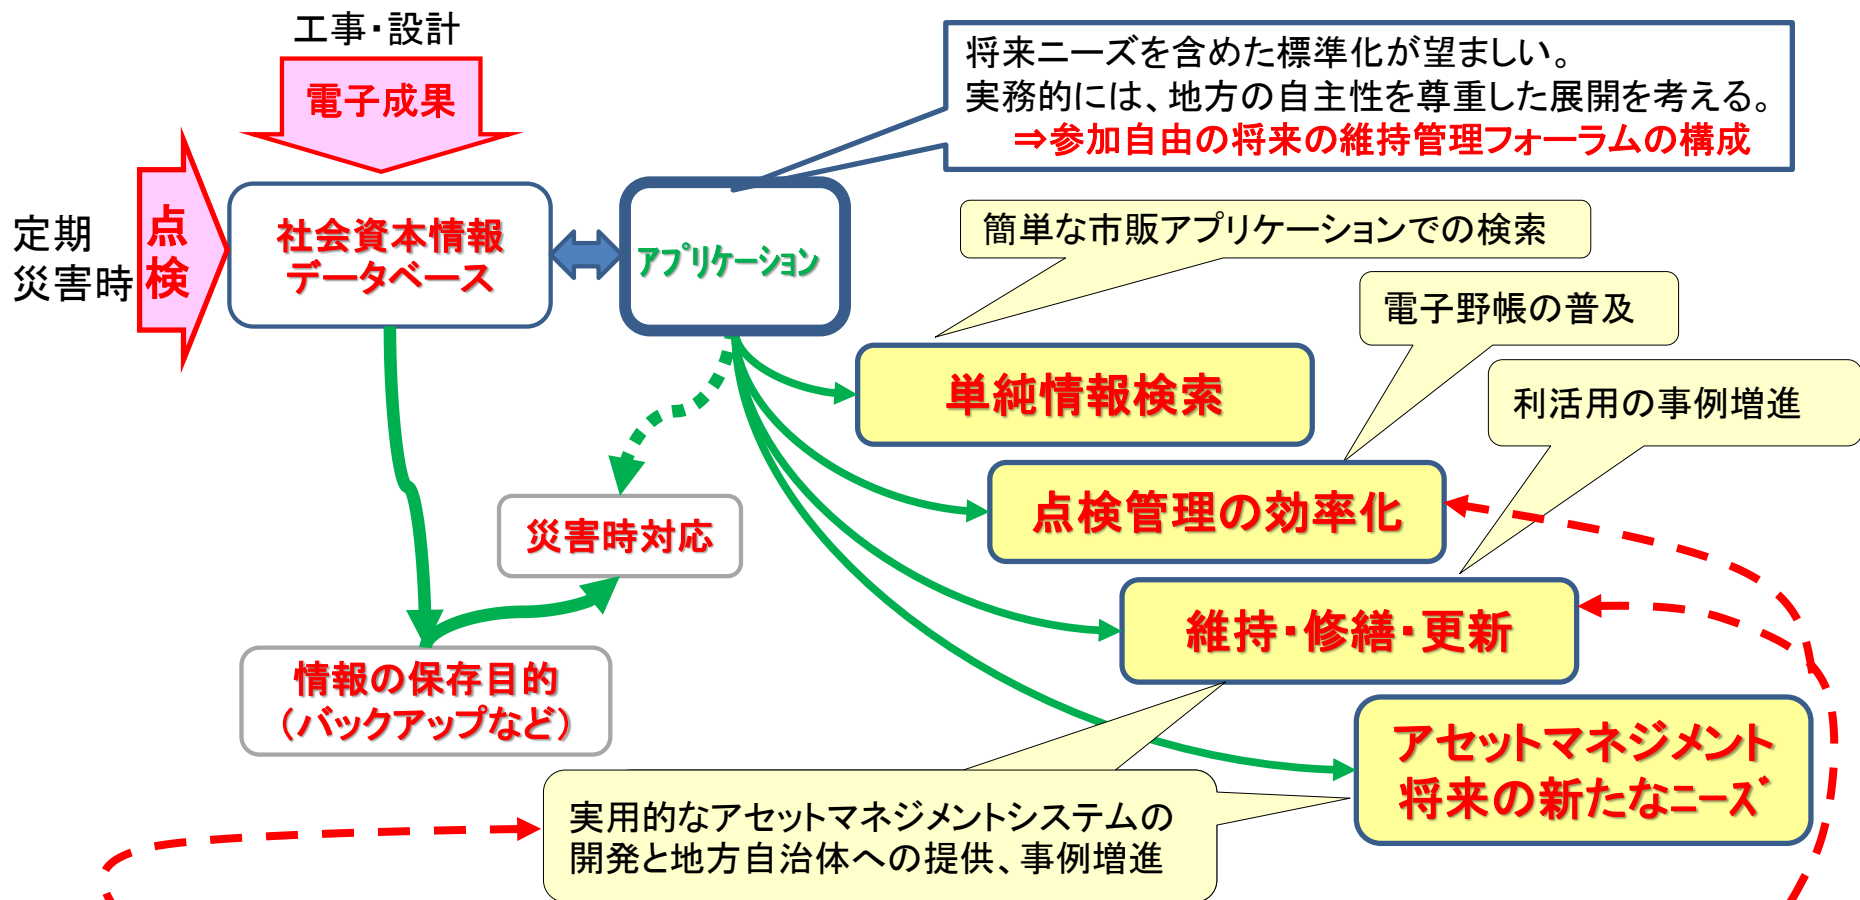 工事・設計
電子成果
将来ニーズを含めた標準化が望ましい。
実務的には、地方の自主性を尊重した展開を考える。
⇒参加自由の将来の維持管理フォーラムの構成
定期
災害時
点
検
社会資本情報
データベース
アプリケーション
簡単な市販アプリケーションでの検索
電子野帳の普及
単純情報検索
利活用の事例増進
点検管理の効率化
災害時対応
維持・修繕・更新
情報の保存目的
（バックアップなど）
アセットマネジメント
将来の新たなニーズ
実用的なアセットマネジメントシステムの
開発と地方自治体への提供、事例増進